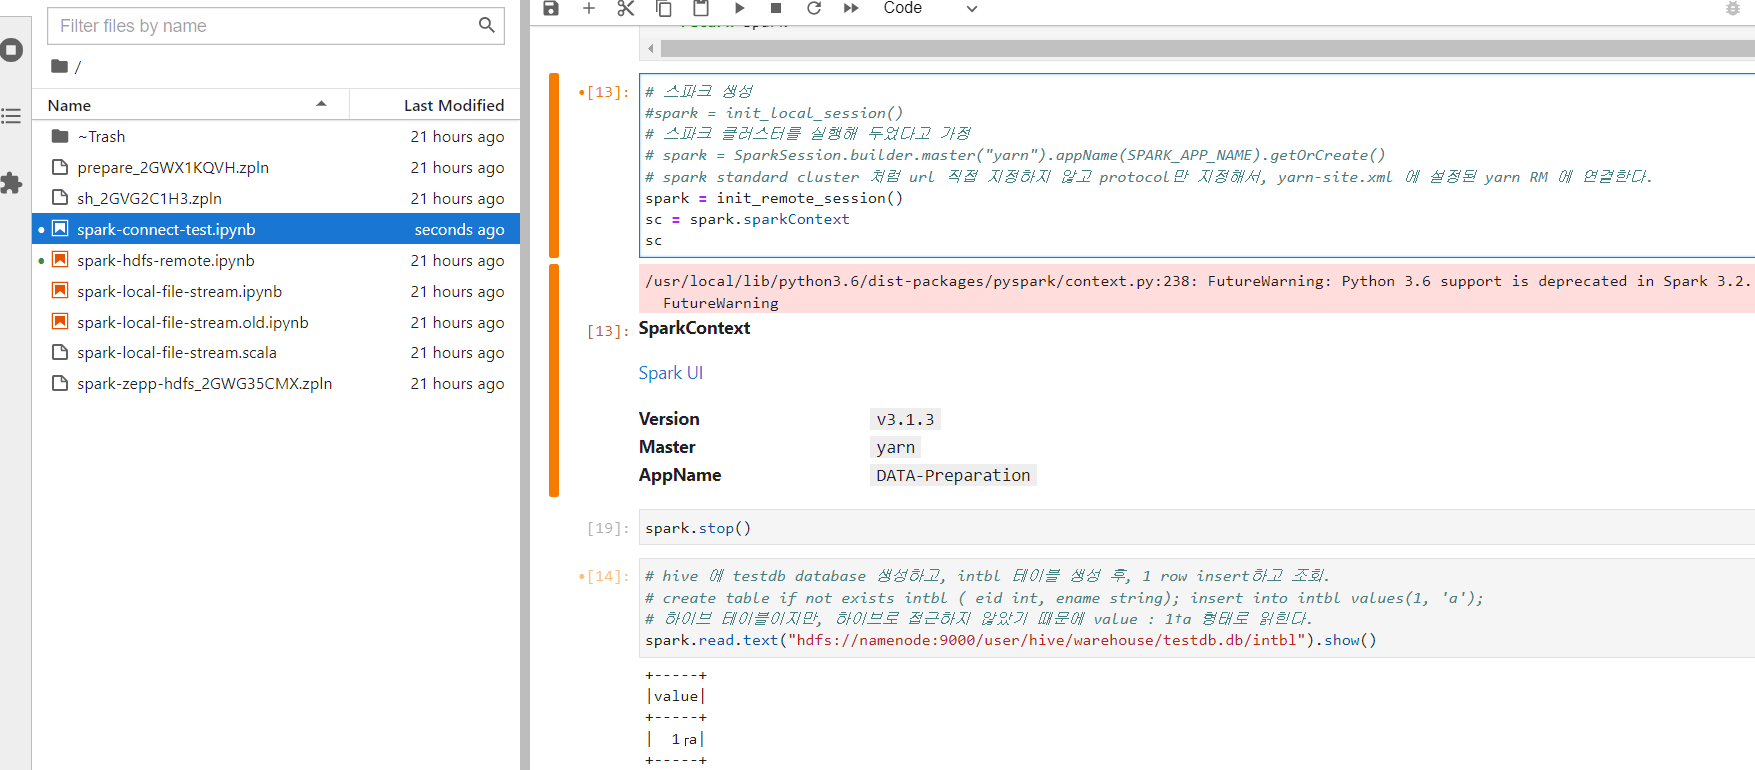 Filter files by name
/
Name Last Modified
~Trash 21 hours ago
prepare_2GWX1KQVH.zpln 21 hours ago
sh_2GVG2C1H3.zpln 21 hours ago
spark-connect-test.ipynb seconds ago
spark-hdfs-remote.ipynb 21 hours ago
spark-local-file-stream.ipynb 21 hours ago
spark-local-file-stream.old.ipynb 21 hours ago
spark-local-file-stream.scala 21 hours ago
spark-zepp-hdfs_2GWG35CMX.zpln 21 hours ago
Code
[13]: # 스파크 생성
#spark = init_local_session()
# 스파크 클러스터를 실행해 두었다고 가정
# spark = SparkSession.builder.master("yarn").appName(SPARK_APP_NAME).getOrCreate()
# spark standard cluster 처럼 url 직접 지정하지 않고 protocol만 지정해서, yarn-site.xml 에 설정된 yarn RM 에 연결한다.
spark = init_remote_session()
sc = spark.sparkContext
sc
/usr/local/lib/python3.6/dist-packages/pyspark/context.py:238: FutureWarning: Python 3.6 support is deprecated in Spark 3.2.
FutureWarning
[13]: SparkContext
Spark UI
Version v3.1.3
Master yarn
AppName DATA-Preparation
[19]: spark.stop()
[14]: # hive 에 testdb database 생성하고, intbl 테이블 생성 후, 1 row insert하고 조회.
# create table if not exists intbl ( eid int, ename string); insert into intbl values(1, 'a');
# 하이브 테이블이지만, 하이브로 접근하지 않았기 때문에 value : 1†a 형태로 읽힌다.
spark.read.text("hdfs://namenode:9000/user/hive/warehouse/testdb.db/intbl").show()
+-----+
|value|
+-----+
| 1┌a|
+-----+